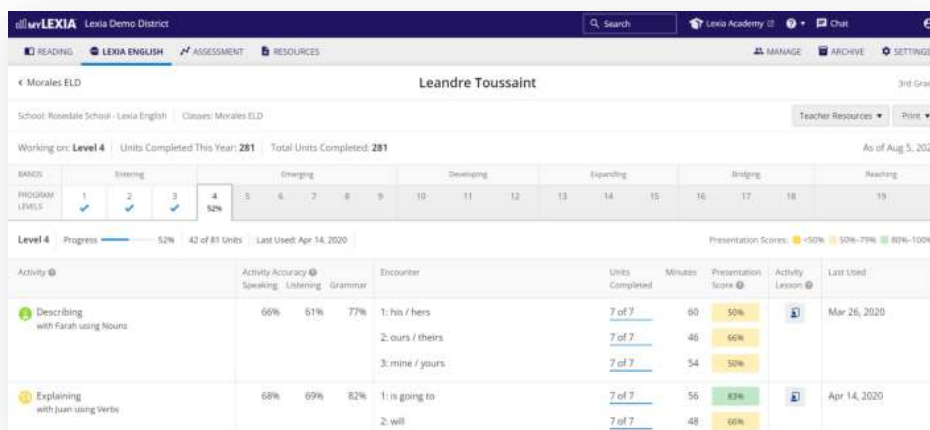 myLEXIA Lexia Demo District Search Lexia Academy ? Chat
READING LEXIA ENGLISH ASSESSMENT RESOURCES MANAGE ARCHIVE SETTINGS
< Morales ELD Leandre Toussaint 3rd Grad
School: Rosedale School - Lexia English Classes: Morales ELD Teacher Resources Print
Working on: Level 4 Units Completed This Year: 281 Total Units Completed: 281 As of Aug 5, 202
BANDS Entering Emerging Developing Expanding Bridging Reaching
PROGRAM LEVELS 1 2 3 4 5 6 7 8 9 10 11 12 13 14 15 16 17 18 19
52%
Level 4 Progress 52% 42 of 81 Units Last Used: Apr 14, 2020 Presentation Scores: <50% 50%-79% 80%-100%
Activity Activity Accuracy Encounter Units Minutes Presentation Activity Last Used
Speaking Listening Grammar Completed Score Lesson
Describing 66% 61% 77% 1: his / hers 7 of 7 60 50% Mar 26, 2020
with Farah using Nouns
2: ours / theirs 7 of 7 46 66%
3: mine / yours 7 of 7 54 50%
Explaining 68% 69% 82% 1: is going to 7 of 7 56 83% Apr 14, 2020
with Juan using Verbs
2: will 7 of 7 48 66%